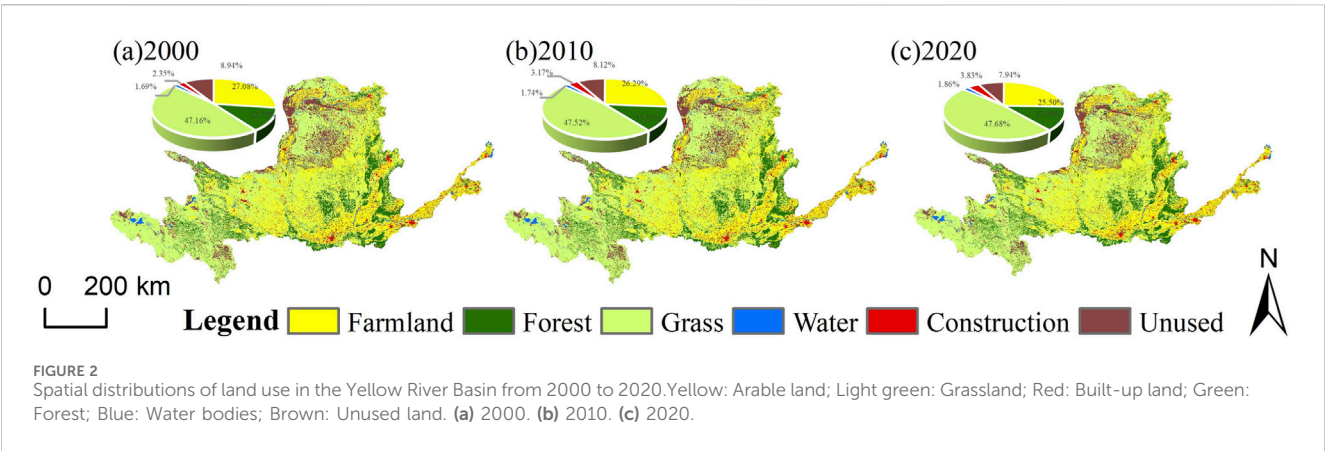 (a)2000
8.94%
2.35%
1.69%
27.08%
47.16%
(b)2010
8.12%
3.17%
1.74%
26.29%
47.52%
(c)2020
7.94%
3.83%
1.86%
25.50%
47.68%
N
0 200 km
Legend Farmland Forest Grass Water Construction Unused
FIGURE 2
Spatial distributions of land use in the Yellow River Basin from 2000 to 2020.Yellow: Arable land; Light green: Grassland; Red: Built-up land; Green:
Forest; Blue: Water bodies; Brown: Unused land. (a) 2000. (b) 2010. (c) 2020.